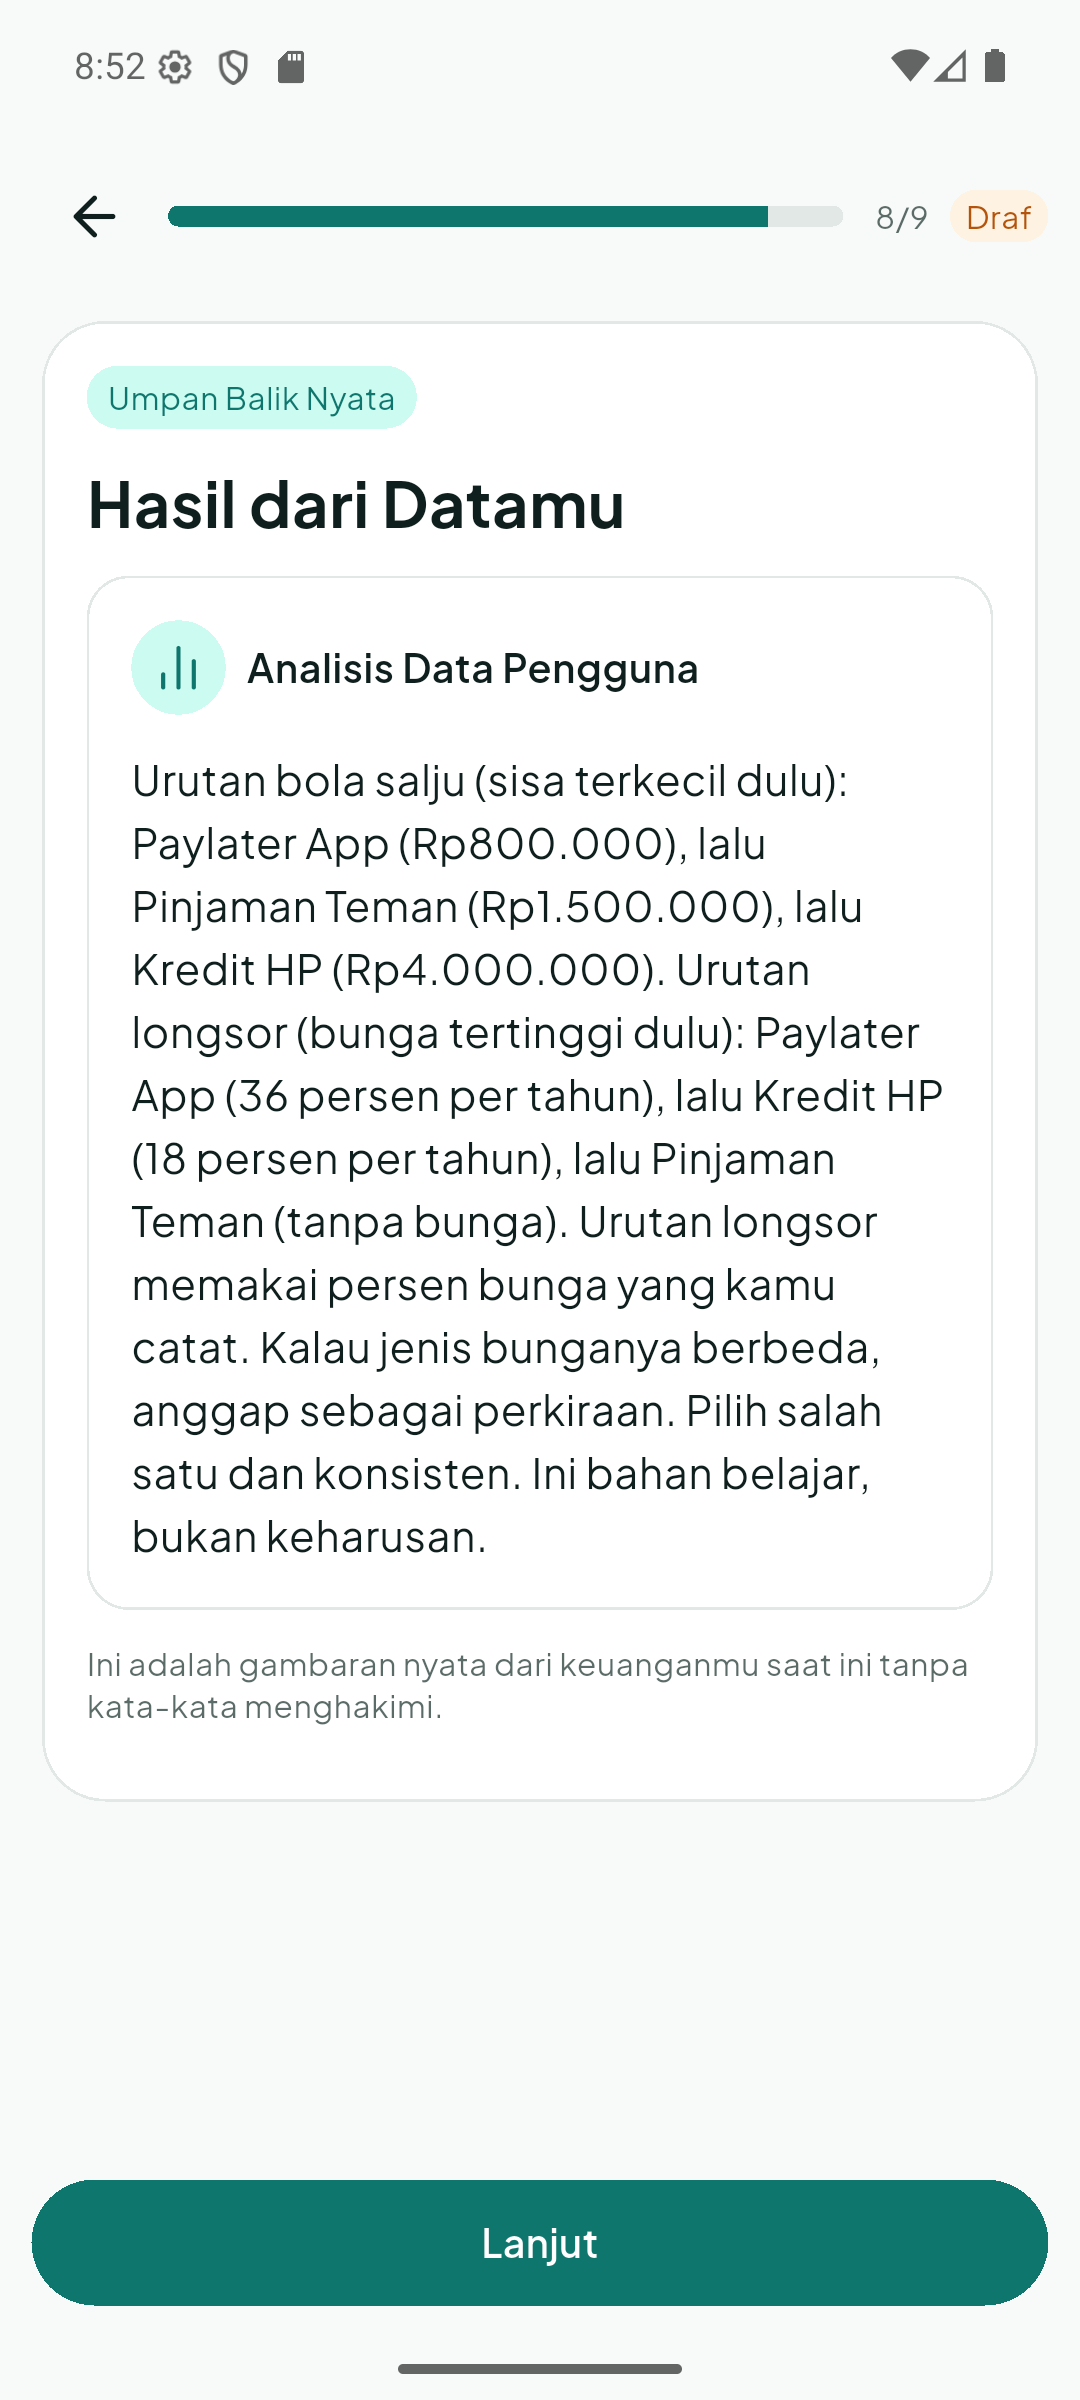 8:52
8/9
Draf
Umpan Balik Nyata
Hasil dari Datamu
Analisis Data Pengguna
Urutan bola salju (sisa terkecil dulu):
Paylater App (Rp800.000), lalu
Pinjaman Teman (Rp1.500.000), lalu
Kredit HP (Rp4.000.000). Urutan
longsor (bunga tertinggi dulu): Paylater
App (36 persen per tahun), lalu Kredit HP
(18 persen per tahun), lalu Pinjaman
Teman (tanpa bunga). Urutan longsor
memakai persen bunga yang kamu
catat. Kalau jenis bunganya berbeda,
anggap sebagai perkiraan. Pilih salah
satu dan konsisten. Ini bahan belajar,
bukan keharusan.
Ini adalah gambaran nyata dari keuanganmu saat ini tanpa
kata-kata menghakimi.
Lanjut